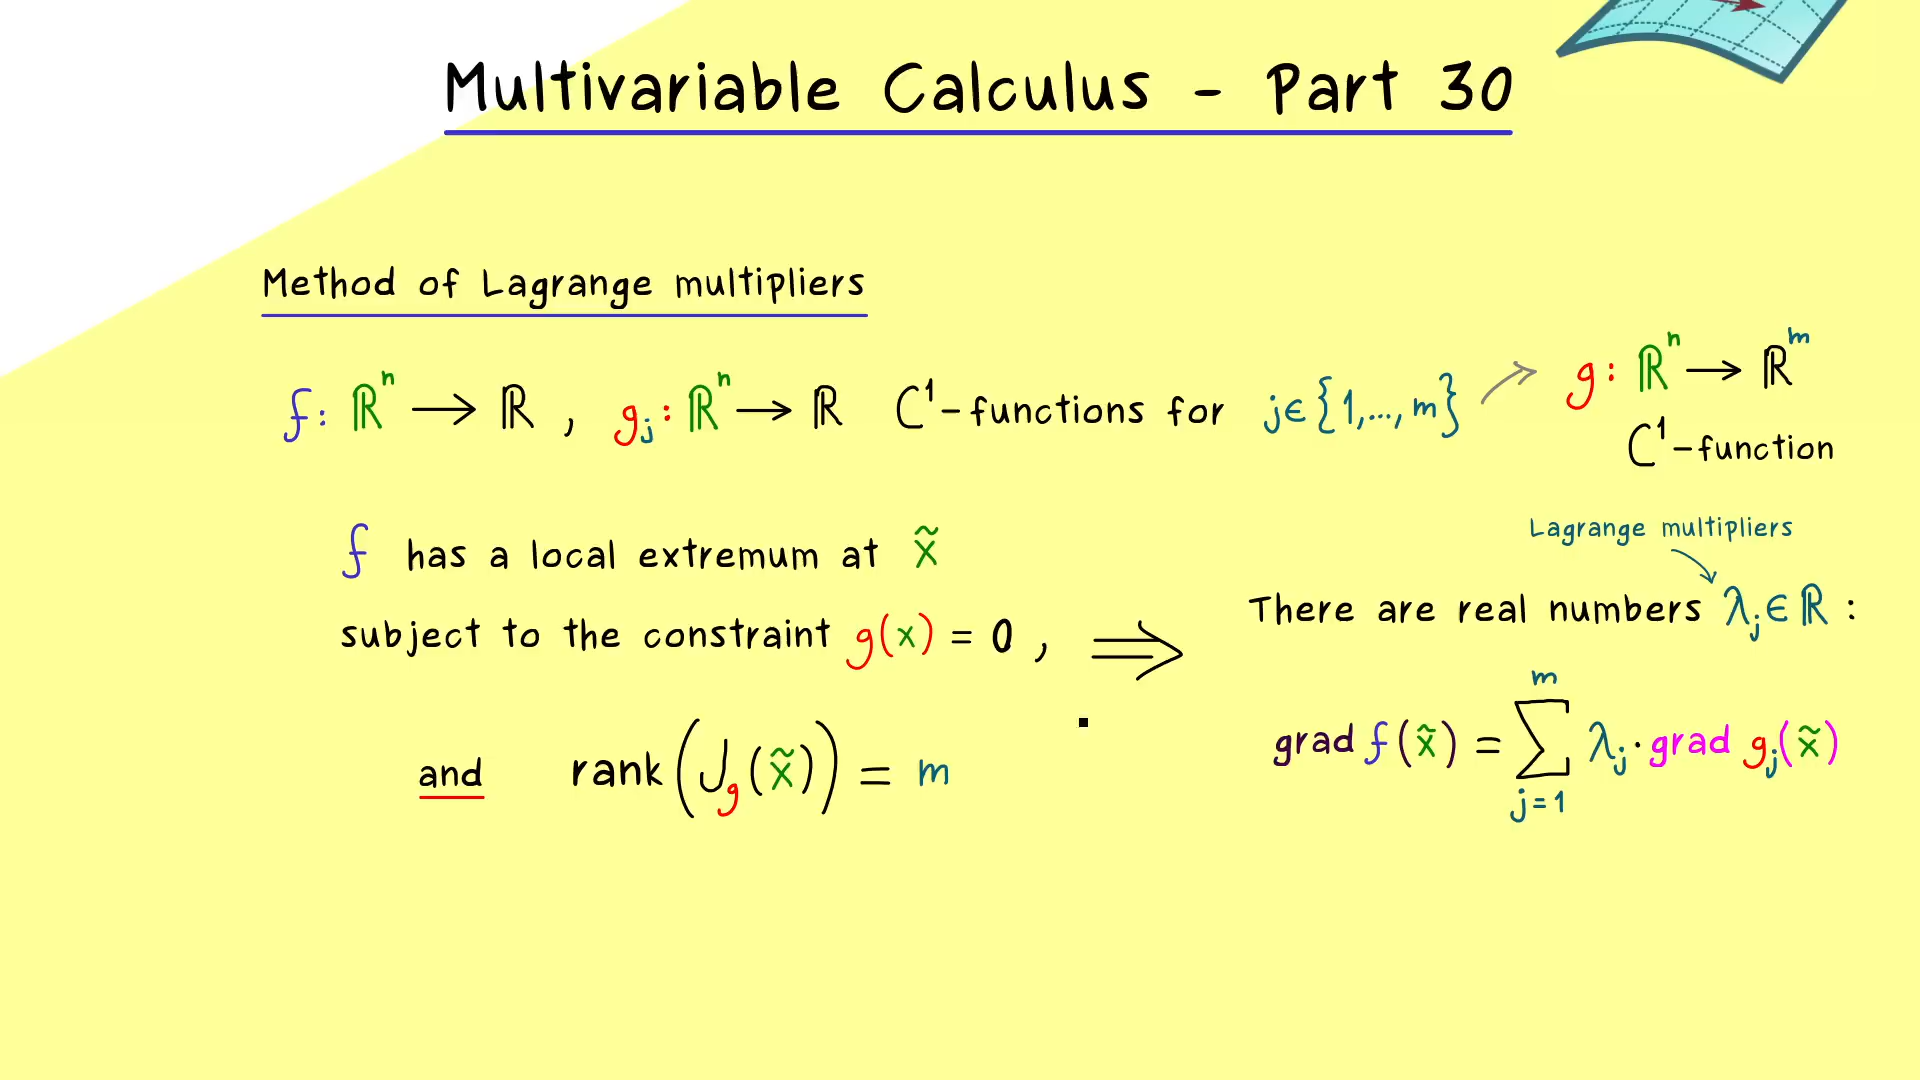 Multivariable Calculus - Part 30
Method of Lagrange multipliers
f: ℝⁿ ⟶ ℝ , gⱼ: ℝⁿ ⟶ ℝ C¹-functions for j∈{1,..., m} ↗ g: ℝⁿ ⟶ ℝᵐ
C¹-function
f has a local extremum at x̃
subject to the constraint g(x) = 0 ,
and rank(J_g(x̃)) = m
⟹
Lagrange multipliers
There are real numbers λⱼ∈ℝ :
grad f(x̃) = ∑_{j=1}^{m} λⱼ · grad gⱼ(x̃)